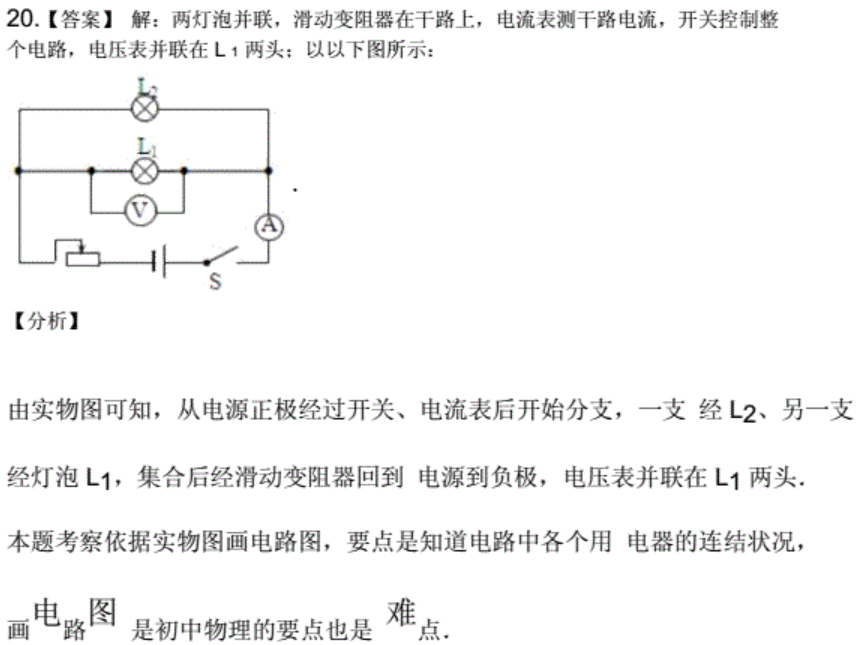 20.【答案】 解：两灯泡并联，滑动变阻器在干路上，电流表测干路电流，开关控制整
个电路，电压表并联在 L 1 两头；以以下图所示：
L2
L1
V
A
S
.
【分析】
由实物图可知，从电源正极经过开关、电流表后开始分支，一支 经 L2、另一支
经灯泡 L1，集合后经滑动变阻器回到 电源到负极，电压表并联在 L1 两头．
本题考察依据实物图画电路图，要点是知道电路中各个用 电器的连结状况，
画电路图 是初中物理的要点也是 难点．